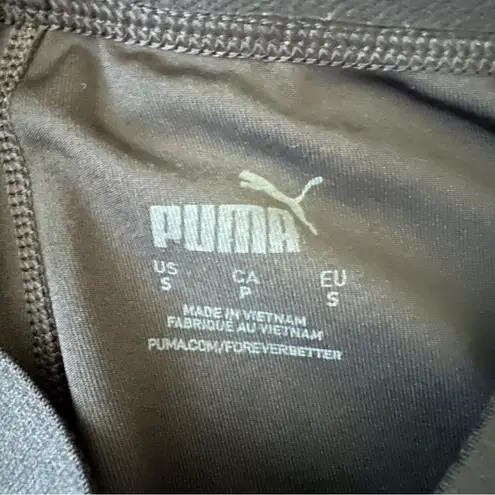 PUMA
US CA EU
S P S
MADE IN VIETNAM
FABRIQUÉ AU VIETNAM
PUMA.COM/FOREVERBETTER